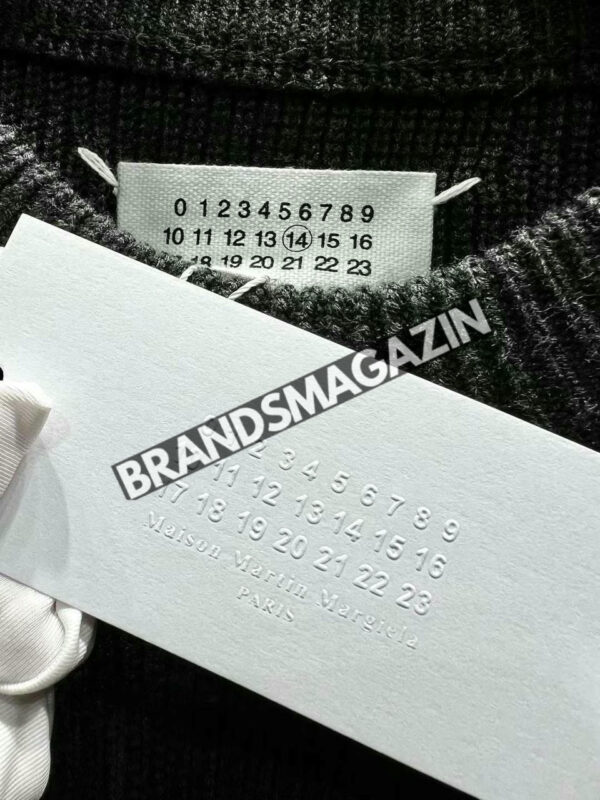 0 1 2 3 4 5 6 7 8 9
10 11 12 13 14 15 16
18 19 20 21 22 23
BRANDSMAGAZIN
2 3 4 5 6 7 8 9
11 12 13 14 15 16
17 18 19 20 21 22 23
Maison Martin Margiela
PARIS